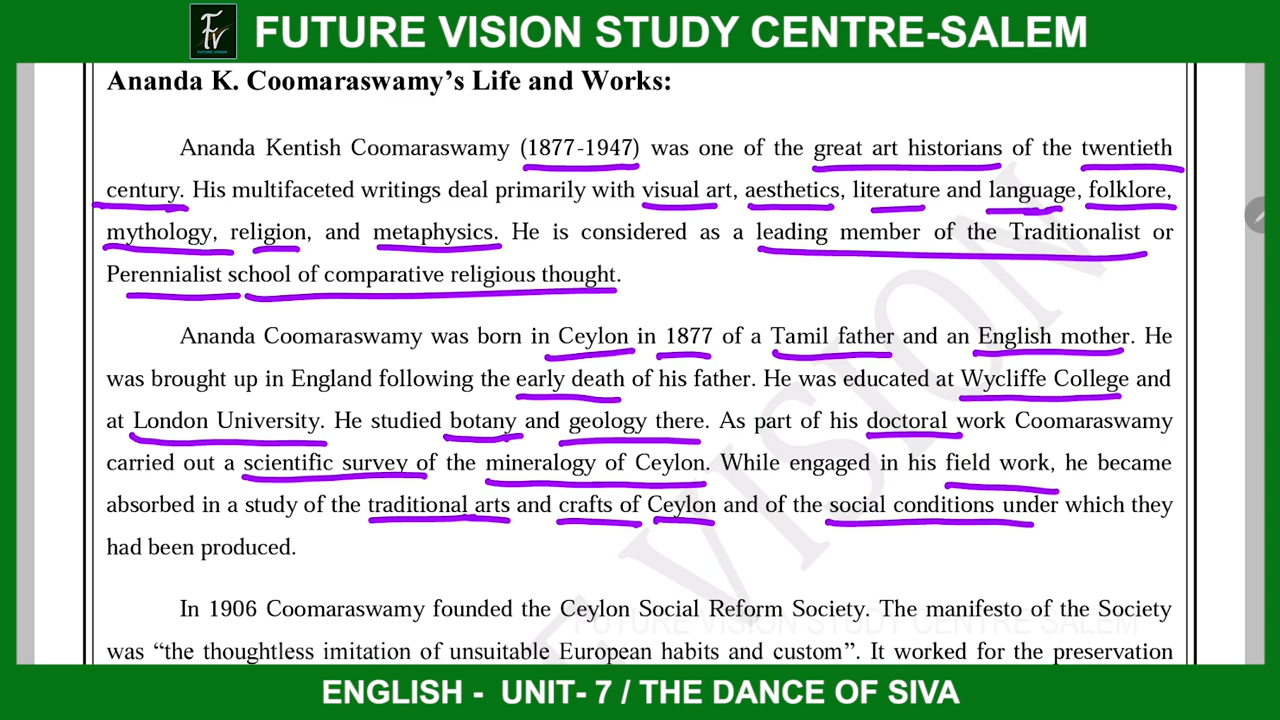 FUTURE VISION STUDY CENTRE-SALEM
FUTURE VISION
Ananda K. Coomaraswamy's Life and Works:
Ananda Kentish Coomaraswamy (1877-1947) was one of the great art historians of the twentieth
century. His multifaceted writings deal primarily with visual art, aesthetics, literature and language, folklore,
mythology, religion, and metaphysics. He is considered as a leading member of the Traditionalist or
Perennialist school of comparative religious thought.
Ananda Coomaraswamy was born in Ceylon in 1877 of a Tamil father and an English mother. He
was brought up in England following the early death of his father. He was educated at Wycliffe College and
at London University. He studied botany and geology there. As part of his doctoral work Coomaraswamy
carried out a scientific survey of the mineralogy of Ceylon. While engaged in his field work, he became
absorbed in a study of the traditional arts and crafts of Ceylon and of the social conditions under which they
had been produced.
In 1906 Coomaraswamy founded the Ceylon Social Reform Society. The manifesto of the Society
FUTURE VISION STUDY CENTRE SALEM
was “the thoughtless imitation of unsuitable European habits and custom”. It worked for the preservation
ENGLISH - UNIT- 7 / THE DANCE OF SIVA